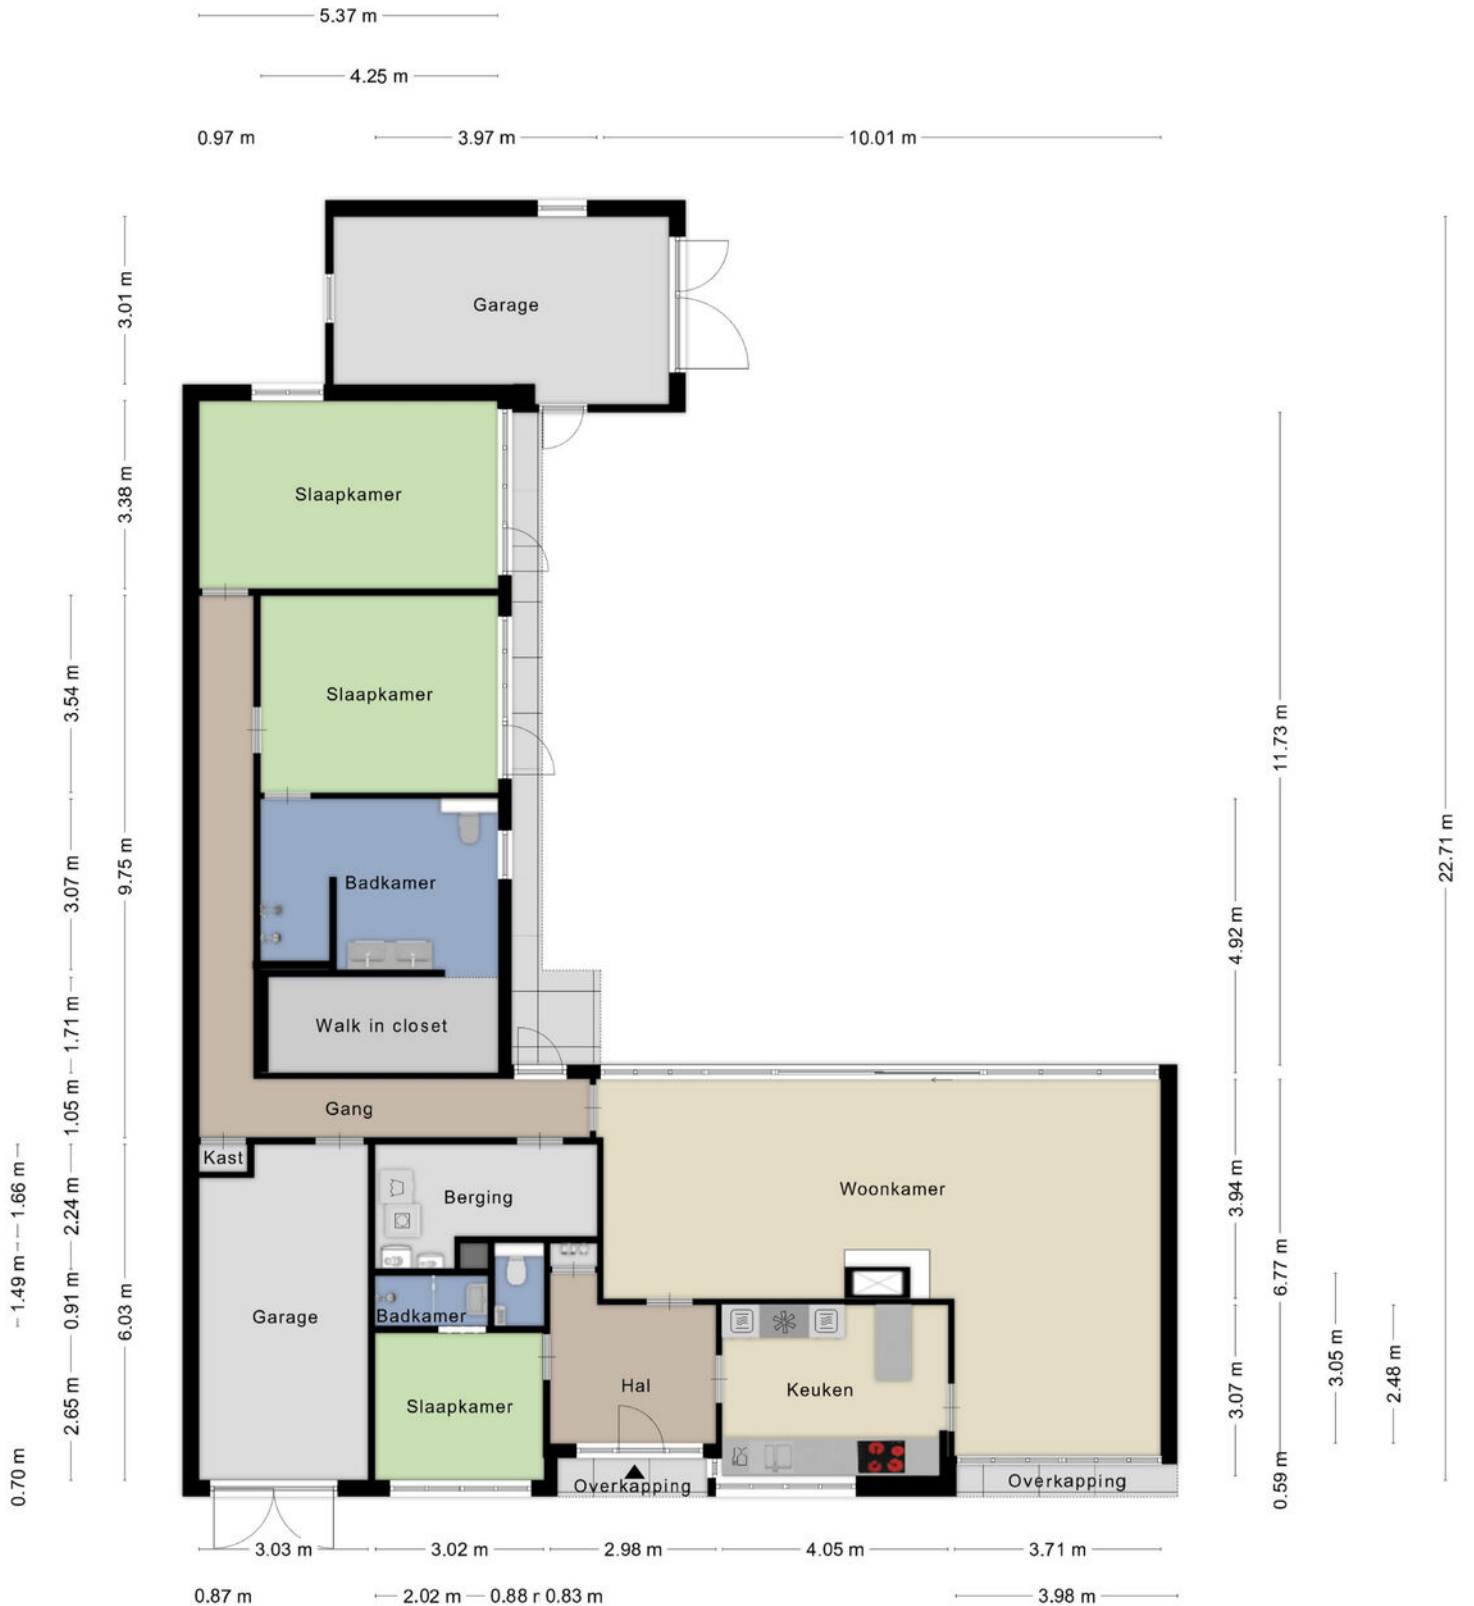 5.37 m
4.25 m
0.97 m
3.97 m
10.01 m
3.01 m
Garage
3.38 m
Slaapkamer
3.54 m
Slaapkamer
11.73 m
22.71 m
9.75 m
3.07 m
Badkamer
4.92 m
1.71 m
Walk in closet
1.05 m
Gang
Kast
1.66 m
2.24 m
Berging
Woonkamer
3.94 m
6.77 m
1.49 m
0.91 m
6.03 m
Garage
Badkamer
3.05 m
2.48 m
2.65 m
Slaapkamer
Hal
Keuken
3.07 m
0.70 m
Overkapping
Overkapping
0.59 m
3.03 m
3.02 m
2.98 m
4.05 m
3.71 m
0.87 m
2.02 m
0.88 r
0.83 m
3.98 m